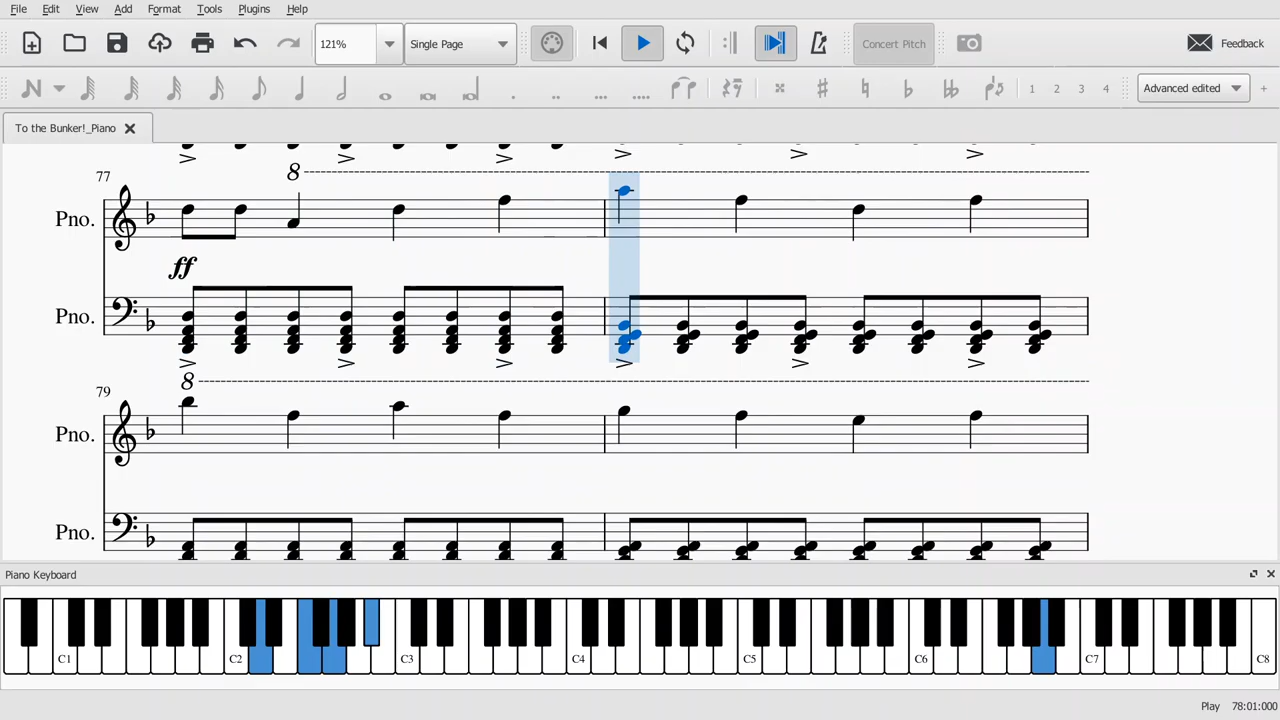 File Edit View Add Format Tools Plugins Help
121% Single Page Concert Pitch Feedback
1 2 3 4 Advanced edited +
To the Bunker!_Piano
77 8
Pno.
ff
Pno.
8
79
Pno.
Pno.
Piano Keyboard
C1 C2 C3 C4 C5 C6 C7 C8
Play 78:01:000